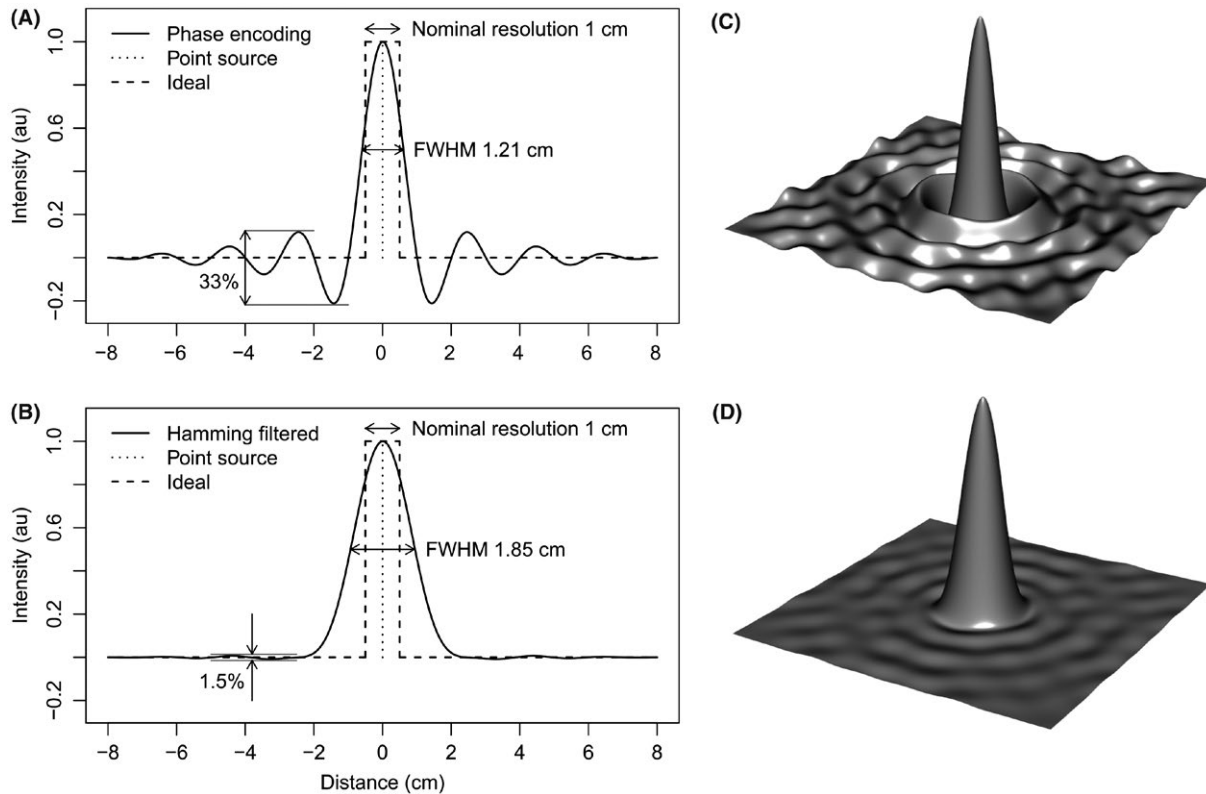 (A)
Phase encoding
Point source
Ideal
Nominal resolution 1 cm
FWHM 1.21 cm
33%
Intensity (au)
1.0
0.6
0.2
−0.2
−8 −6 −4 −2 0 2 4 6 8
(B)
Hamming filtered
Point source
Ideal
Nominal resolution 1 cm
FWHM 1.85 cm
1.5%
Intensity (au)
1.0
0.6
0.2
−0.2
−8 −6 −4 −2 0 2 4 6 8
Distance (cm)
(C)
(D)